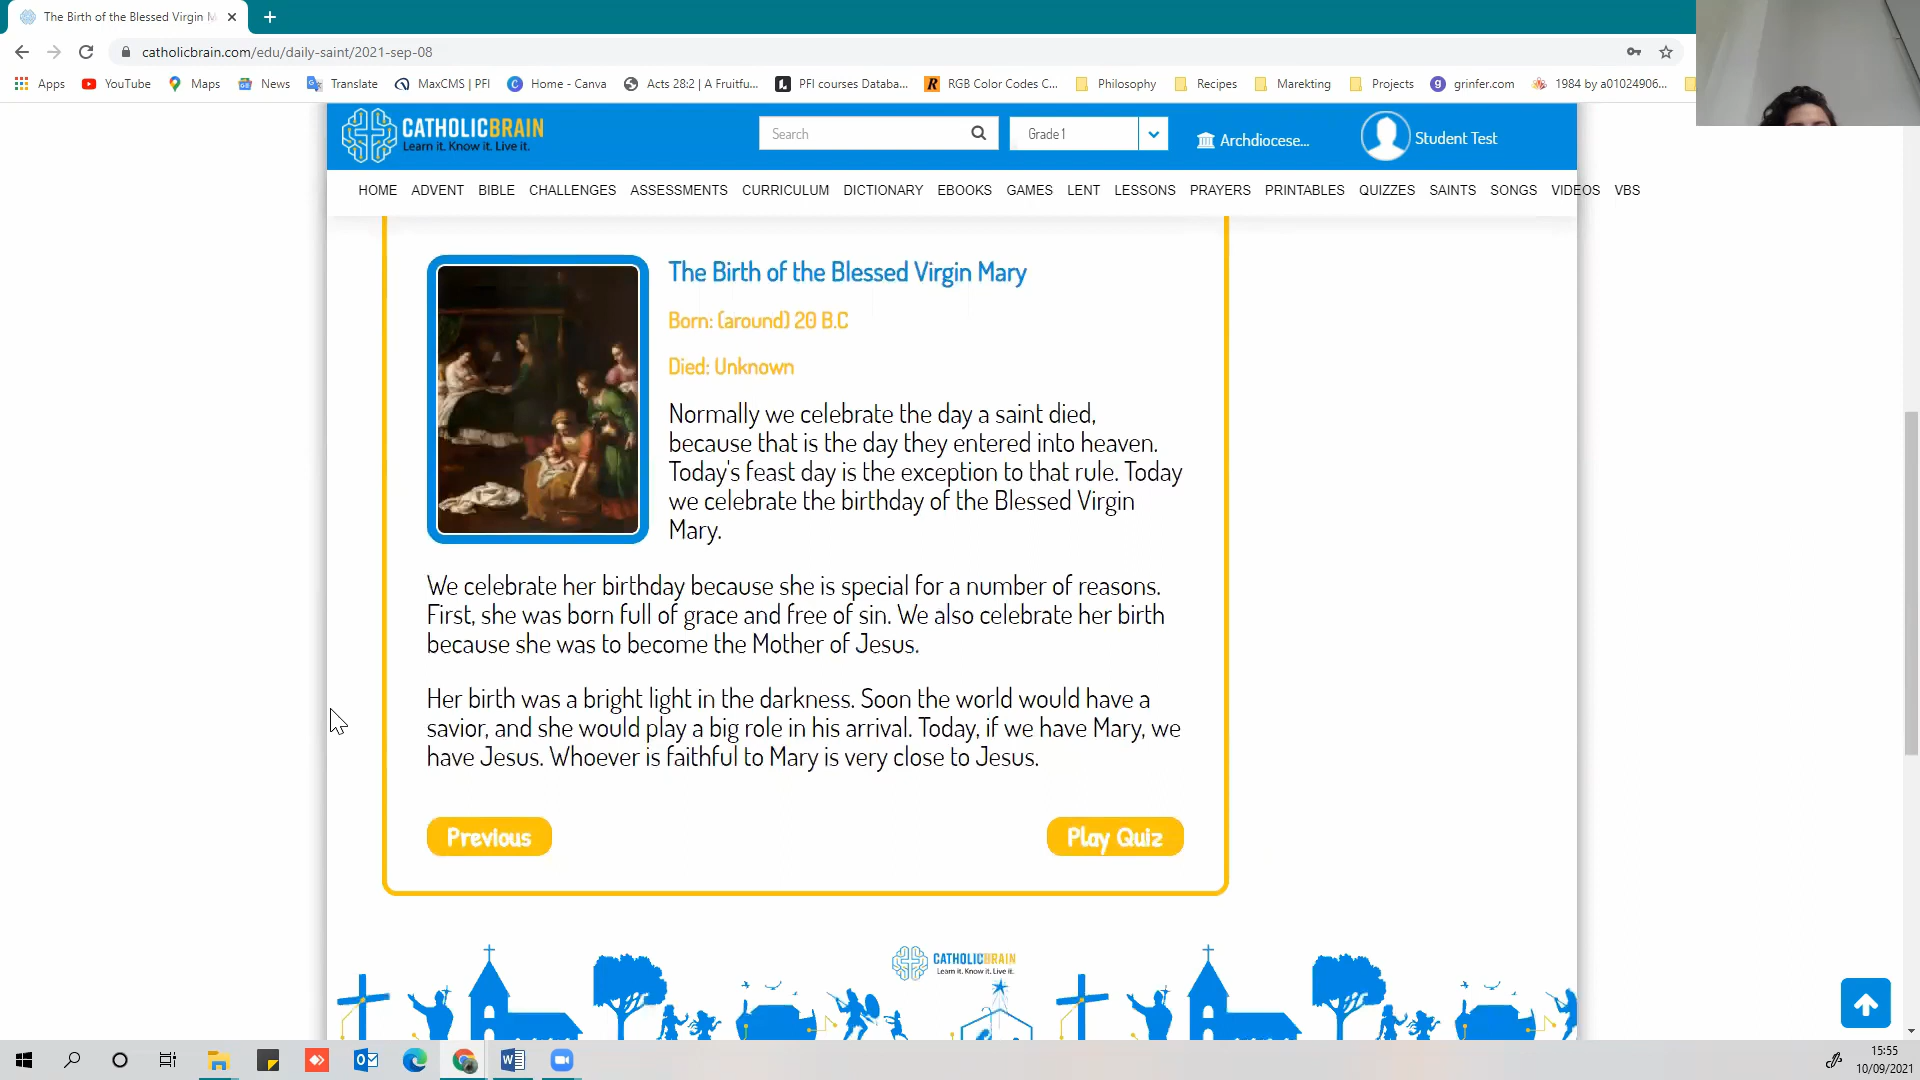 The Birth of the Blessed Virgin M
catholicbrain.com/edu/daily-saint/2021-sep-08
Apps YouTube Maps News Translate MaxCMS | PFI Home - Canva Acts 28:2 | A Fruitfu... PFI courses Databa... RGB Color Codes C... Philosophy Recipes Marekting Projects grinfer.com 1984 by a01024906...
CATHOLICBRAIN
Learn it. Know it. Live it.
Search
Grade 1
Archdiocese...
Student Test
HOME ADVENT BIBLE CHALLENGES ASSESSMENTS CURRICULUM DICTIONARY EBOOKS GAMES LENT LESSONS PRAYERS PRINTABLES QUIZZES SAINTS SONGS VIDEOS VBS
The Birth of the Blessed Virgin Mary
Born: (around) 20 B.C
Died: Unknown
Normally we celebrate the day a saint died,
because that is the day they entered into heaven.
Today's feast day is the exception to that rule. Today
we celebrate the birthday of the Blessed Virgin
Mary.
We celebrate her birthday because she is special for a number of reasons.
First, she was born full of grace and free of sin. We also celebrate her birth
because she was to become the Mother of Jesus.
Her birth was a bright light in the darkness. Soon the world would have a
savior, and she would play a big role in his arrival. Today, if we have Mary, we
have Jesus. Whoever is faithful to Mary is very close to Jesus.
Previous
Play Quiz
CATHOLICBRAIN
Learn it. Know it. Live it.
15:55
10/09/2021